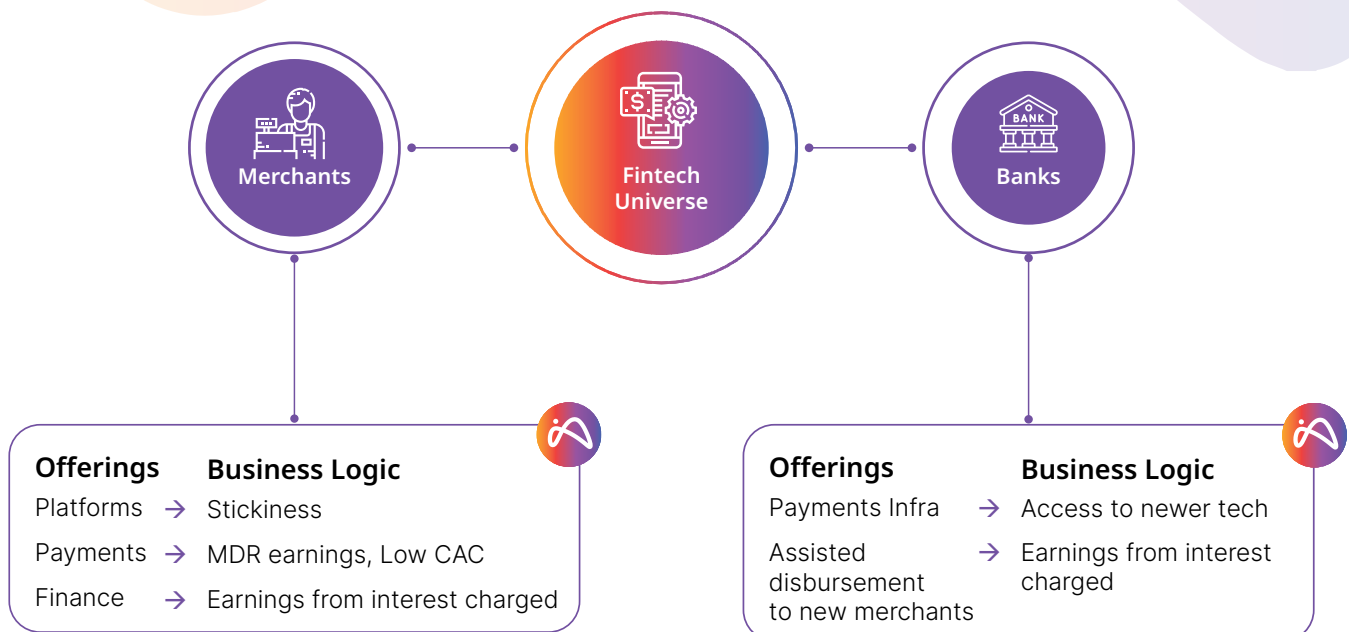 $
BANK
Merchants
Fintech
Universe
Banks
Offerings Business Logic
Platforms → Stickiness
Payments → MDR earnings, Low CAC
Finance → Earnings from interest charged
Offerings Business Logic
Payments Infra → Access to newer tech
Assisted → Earnings from interest
disbursement charged
to new merchants